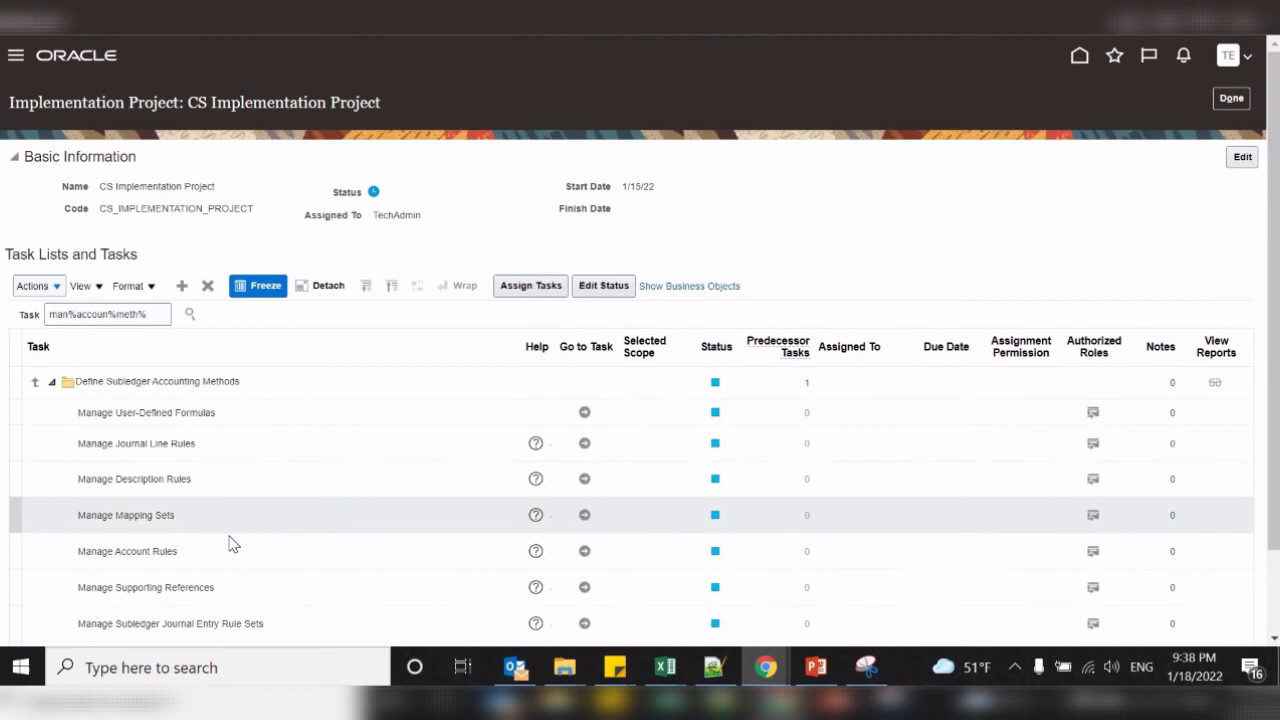 ORACLE
TE
Implementation Project: CS Implementation Project
Done
Basic Information
Edit
Name CS Implementation Project
Status
Start Date 1/15/22
Code CS_IMPLEMENTATION_PROJECT
Assigned To TechAdmin
Finish Date
Task Lists and Tasks
Actions View Format Freeze Detach Wrap Assign Tasks Edit Status Show Business Objects
Task man%accoun%meth%
Task Help Go to Task Selected Scope Status Predecessor Tasks Assigned To Due Date Assignment Permission Authorized Roles Notes View Reports
Define Subledger Accounting Methods 1 0
Manage User-Defined Formulas 0 0
Manage Journal Line Rules ? 0 0
Manage Description Rules ? 0 0
Manage Mapping Sets ? 0 0
Manage Account Rules ? 0 0
Manage Supporting References ? 0 0
Manage Subledger Journal Entry Rule Sets ? 0 0
Type here to search
51°F
ENG
9:38 PM
1/18/2022
16